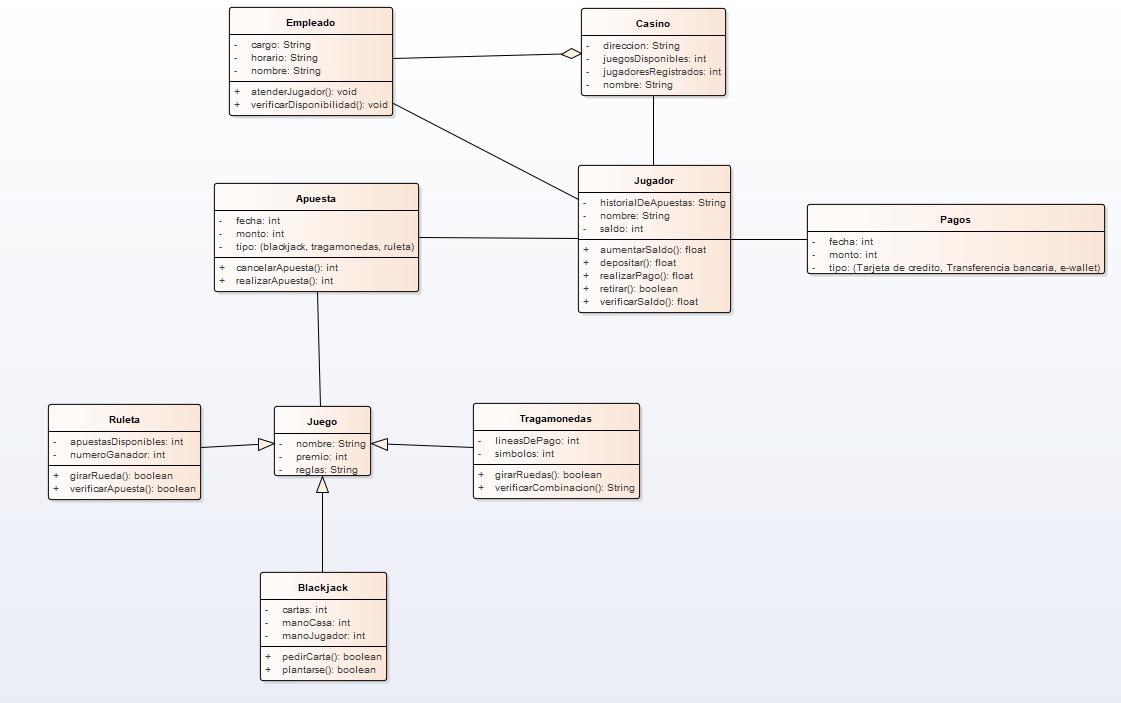 Empleado
- cargo: String
- horario: String
- nombre: String
+ atenderJugador(): void
+ verificarDisponibilidad(): void
Casino
- direccion: String
- juegosDisponibles: int
- jugadoresRegistrados: int
- nombre: String
Apuesta
- fecha: int
- monto: int
- tipo: (blackjack, tragamonedas, ruleta)
+ cancelarApuesta(): int
+ realizarApuesta(): int
Jugador
- historialDeApuestas: String
- nombre: String
- saldo: int
+ aumentarSaldo(): float
+ depositar(): float
+ realizarPago(): float
+ retirar(): boolean
+ verificarSaldo(): float
Pagos
- fecha: int
- monto: int
- tipo: (Tarjeta de credito, Transferencia bancaria, e-wallet)
Ruleta
- apuestasDisponibles: int
- numeroGanador: int
+ girarRueda(): boolean
+ verificarApuesta(): boolean
Juego
- nombre: String
- premio: int
- reglas: String
Tragamonedas
- lineasDePago: int
- simbolos: int
+ girarRuedas(): boolean
+ verificarCombinacion(): String
Blackjack
- cartas: int
- manoCasa: int
- manoJugador: int
+ pedirCarta(): boolean
+ plantarse(): boolean